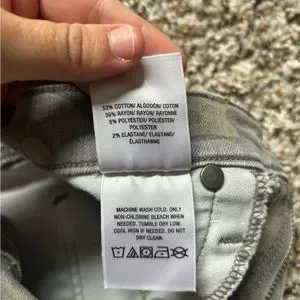 53% COTTON/ ALGODÓN/ COTON
39% RAYON/ RAYÓN/ RAYONNE
6% POLYESTER/ POLIÉSTER/
POLYESTER
2% ELASTANE/ ELASTANO/
ÉLASTHANNE
MACHINE WASH COLD. ONLY
NON-CHLORINE BLEACH WHEN
NEEDED. TUMBLE DRY LOW.
COOL IRON IF NEEDED. DO NOT
DRY CLEAN.